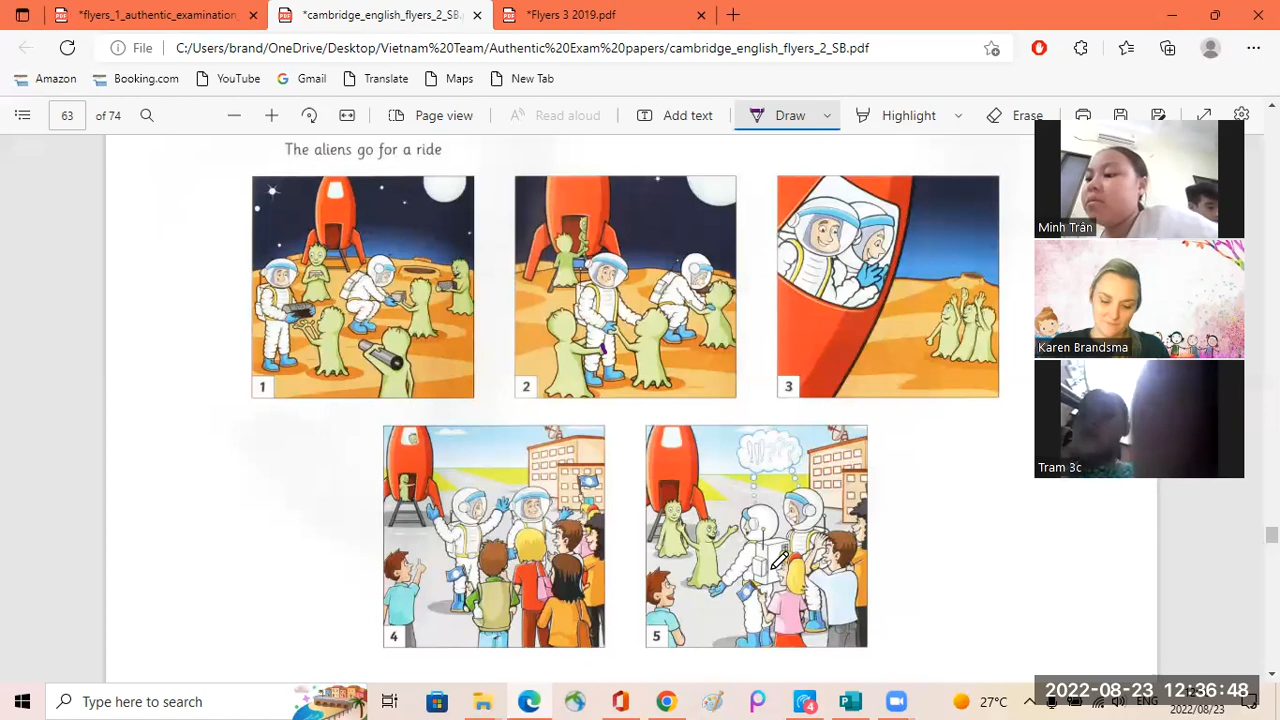 *flyers_1_authentic_examination_
*cambridge_english_flyers_2_SB.p
*Flyers 3 2019.pdf
File
C:/Users/brand/OneDrive/Desktop/Vietnam%20Team/Authentic%20Exam%20papers/cambridge_english_flyers_2_SB.pdf
Amazon
Booking.com
YouTube
Gmail
Translate
Maps
New Tab
63 of 74
Page view
Read aloud
Add text
Draw
Highlight
Erase
The aliens go for a ride
1
2
3
4
5
Minh Trân
Karen Brandsma
Tram 3c
Type here to search
4
27°C
ENG
2022-08-23 12:36:48
2022/08/23